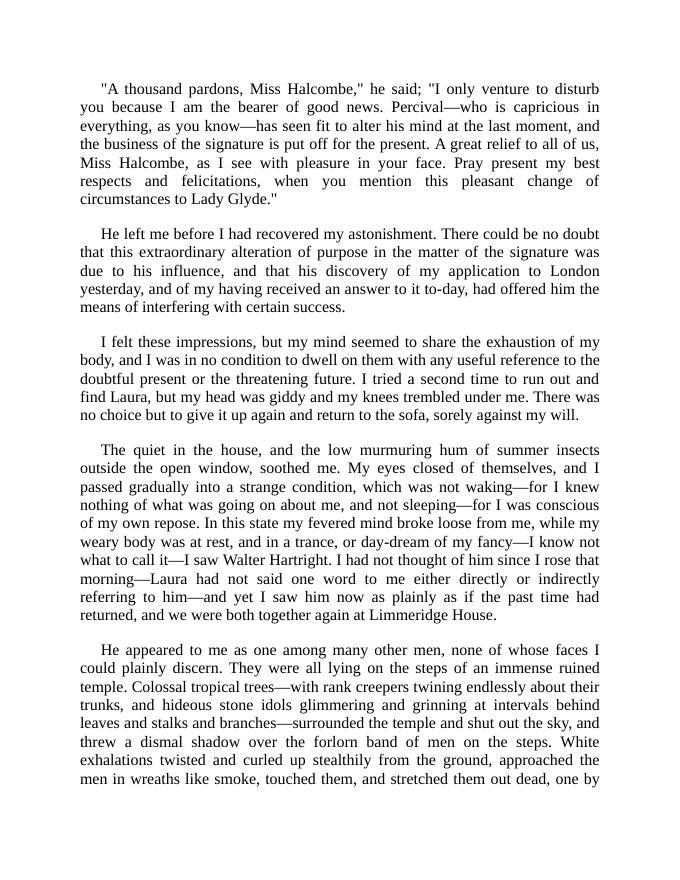 "A thousand pardons, Miss Halcombe," he said; "I only venture to disturb
you because I am the bearer of good news. Percival—who is capricious in
everything, as you know—has seen fit to alter his mind at the last moment, and
the business of the signature is put off for the present. A great relief to all of us,
Miss Halcombe, as I see with pleasure in your face. Pray present my best
respects and felicitations, when you mention this pleasant change of
circumstances to Lady Glyde."
He left me before I had recovered my astonishment. There could be no doubt
that this extraordinary alteration of purpose in the matter of the signature was
due to his influence, and that his discovery of my application to London
yesterday, and of my having received an answer to it to-day, had offered him the
means of interfering with certain success.
I felt these impressions, but my mind seemed to share the exhaustion of my
body, and I was in no condition to dwell on them with any useful reference to the
doubtful present or the threatening future. I tried a second time to run out and
find Laura, but my head was giddy and my knees trembled under me. There was
no choice but to give it up again and return to the sofa, sorely against my will.
The quiet in the house, and the low murmuring hum of summer insects
outside the open window, soothed me. My eyes closed of themselves, and I
passed gradually into a strange condition, which was not waking—for I knew
nothing of what was going on about me, and not sleeping—for I was conscious
of my own repose. In this state my fevered mind broke loose from me, while my
weary body was at rest, and in a trance, or day-dream of my fancy—I know not
what to call it—I saw Walter Hartright. I had not thought of him since I rose that
morning—Laura had not said one word to me either directly or indirectly
referring to him—and yet I saw him now as plainly as if the past time had
returned, and we were both together again at Limmeridge House.
He appeared to me as one among many other men, none of whose faces I
could plainly discern. They were all lying on the steps of an immense ruined
temple. Colossal tropical trees—with rank creepers twining endlessly about their
trunks, and hideous stone idols glimmering and grinning at intervals behind
leaves and stalks and branches—surrounded the temple and shut out the sky, and
threw a dismal shadow over the forlorn band of men on the steps. White
exhalations twisted and curled up stealthily from the ground, approached the
men in wreaths like smoke, touched them, and stretched them out dead, one by